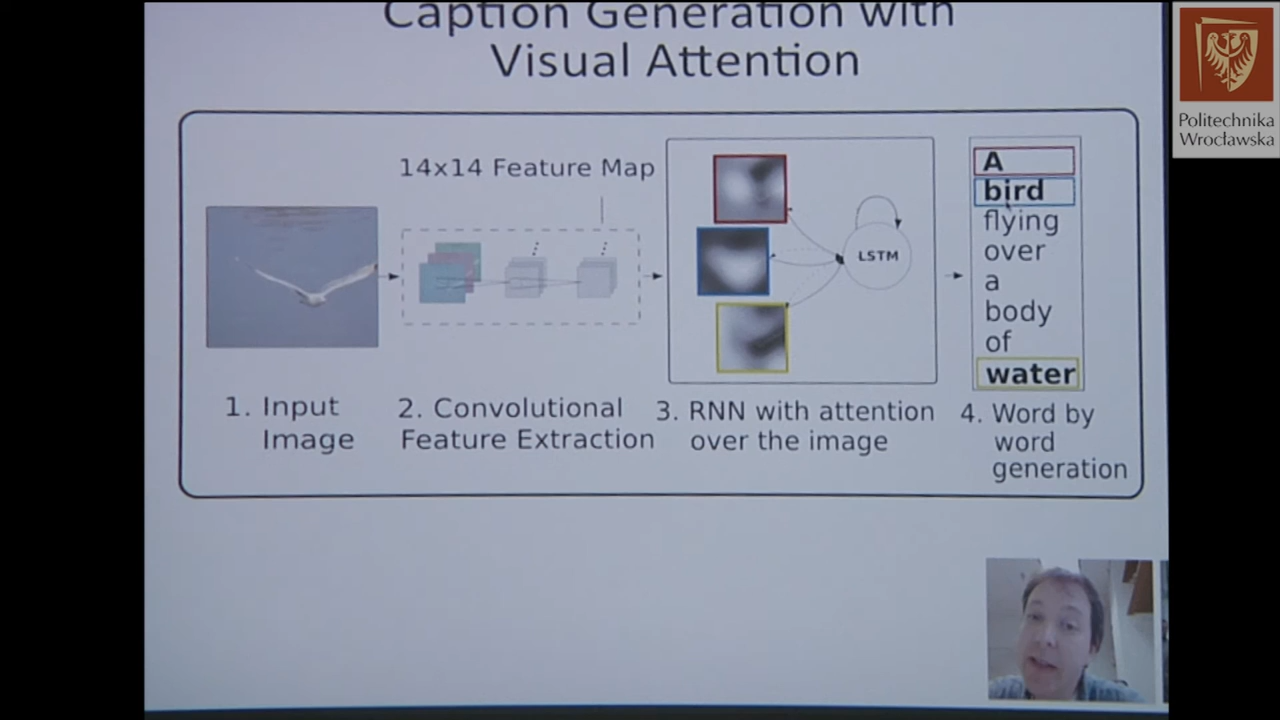 Caption Generation with
Visual Attention
14x14 Feature Map
LSTM
A
bird
flying
over
a
body
of
water
1. Input
Image
2. Convolutional
Feature Extraction
3. RNN with attention
over the image
4. Word by
word
generation
Politechnika
Wrocławska